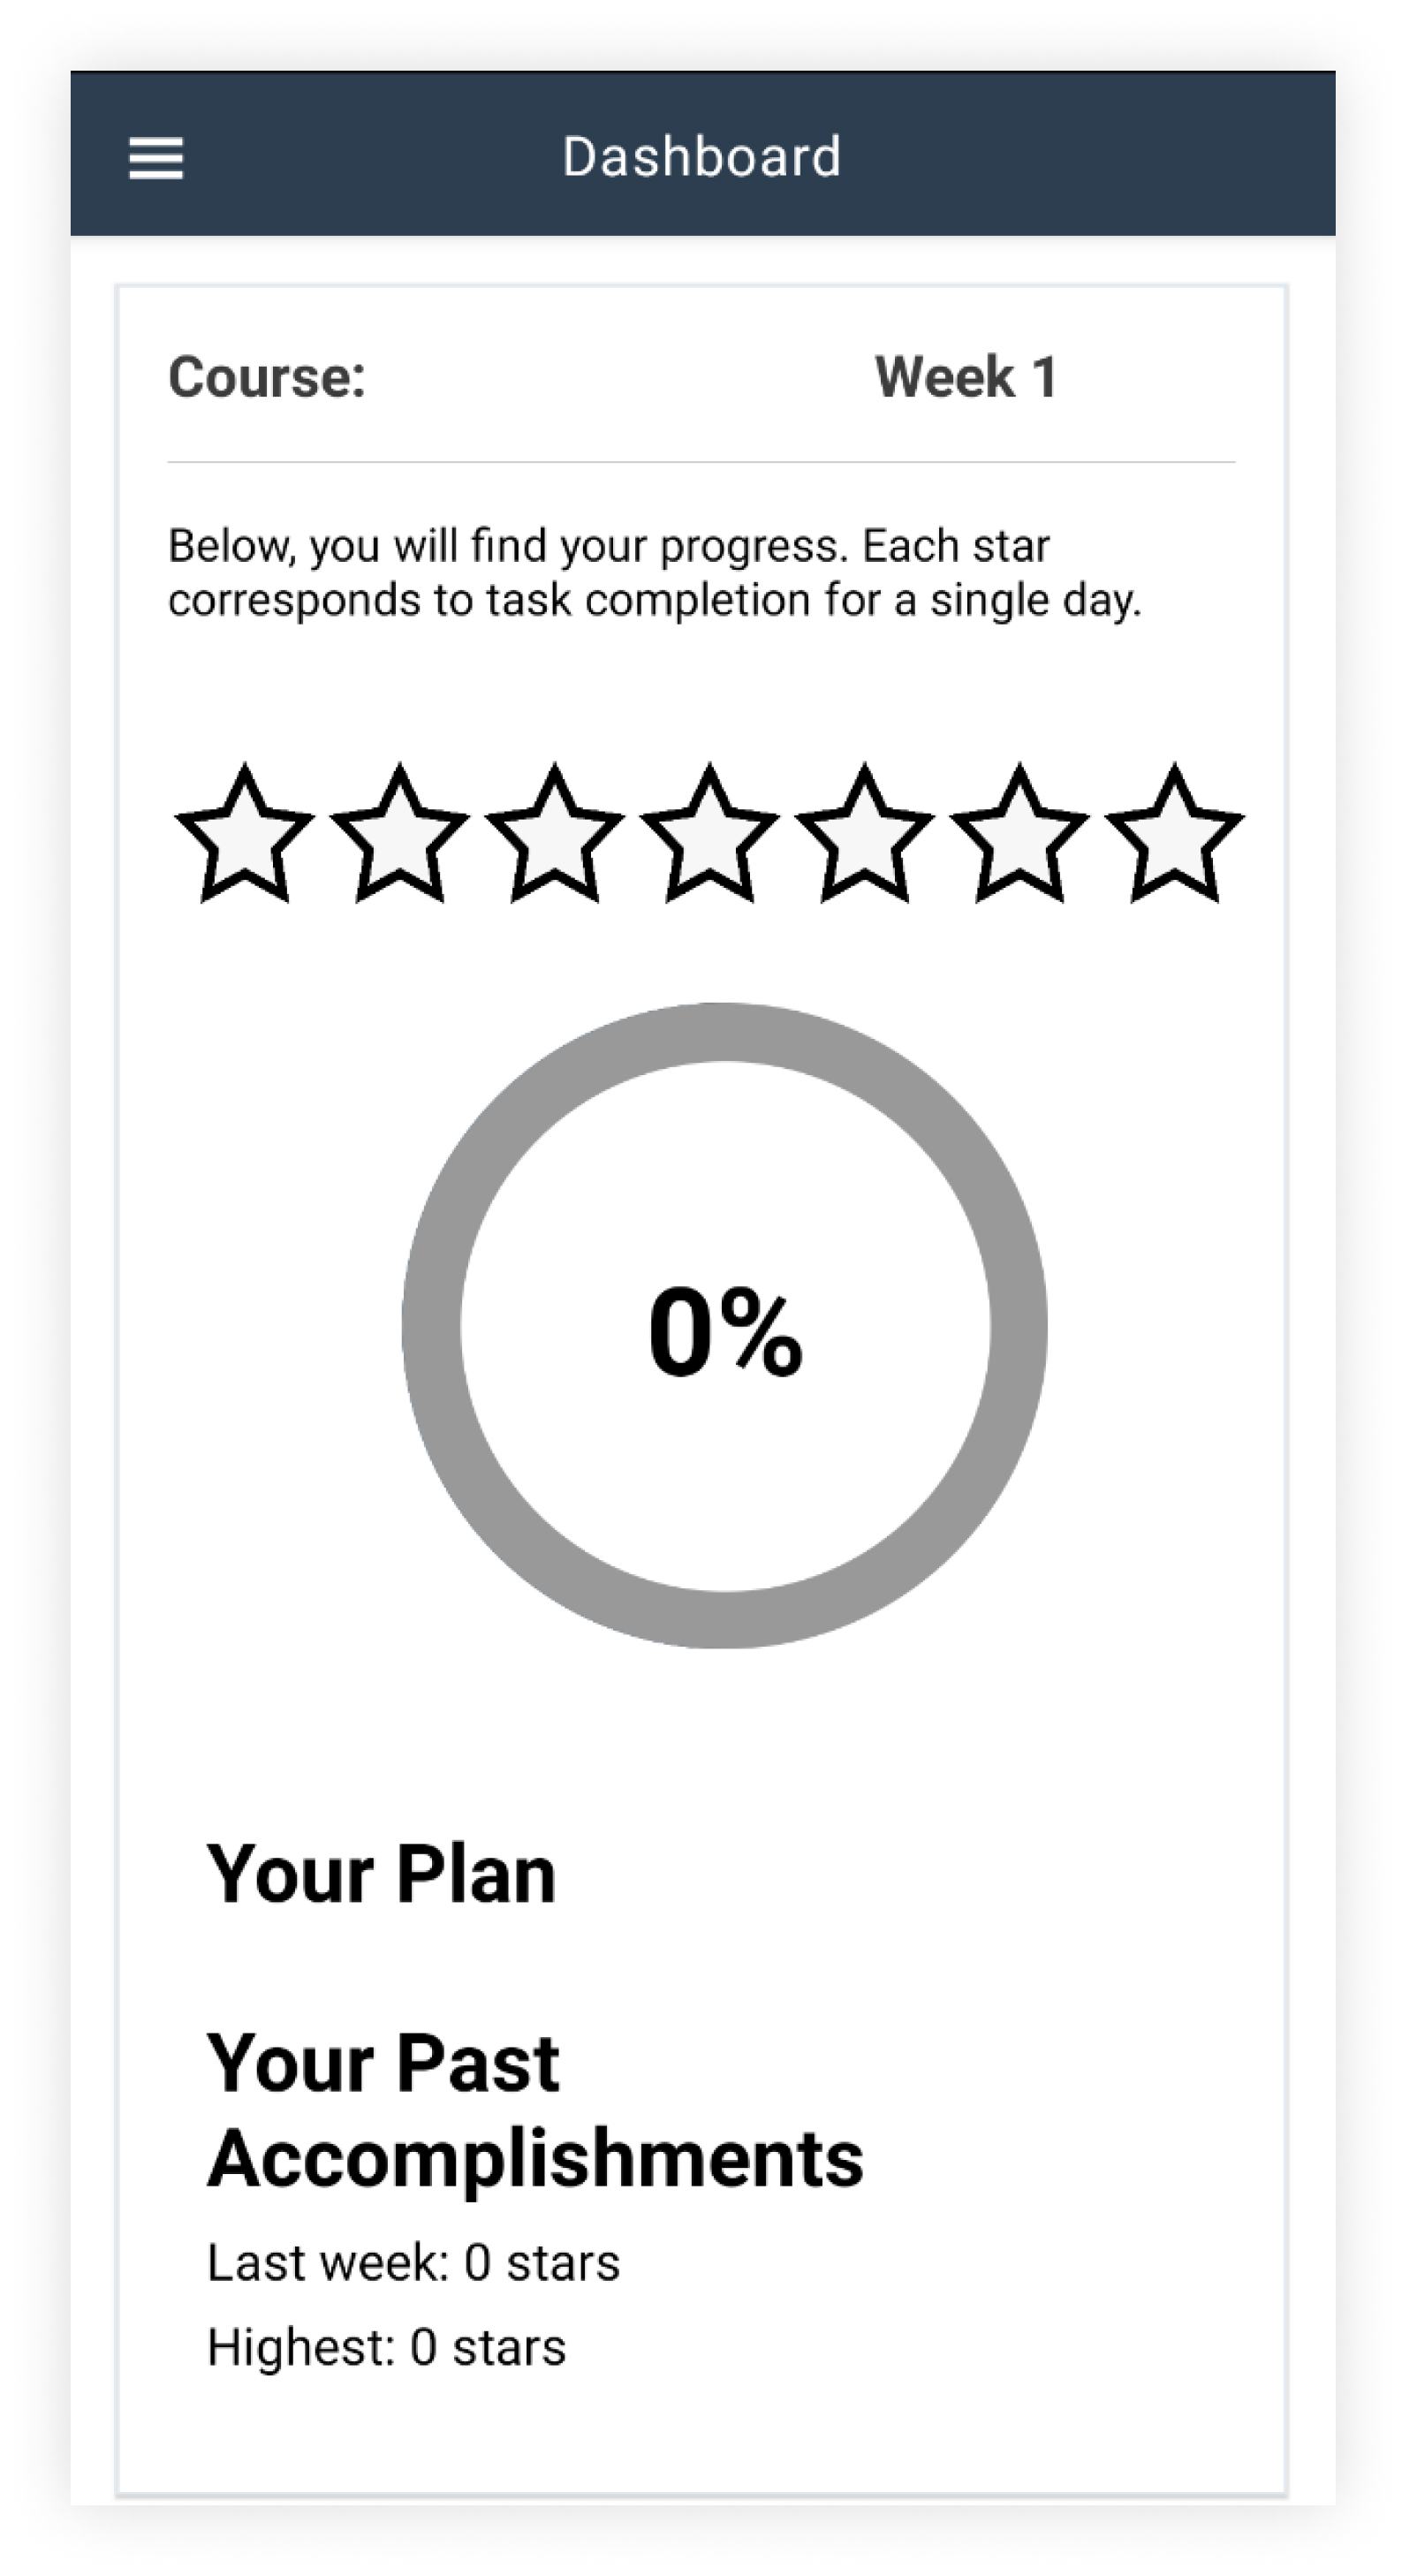 Dashboard
Course: Week 1
Below, you will find your progress. Each star
corresponds to task completion for a single day.
0%
Your Plan
Your Past
Accomplishments
Last week: 0 stars
Highest: 0 stars